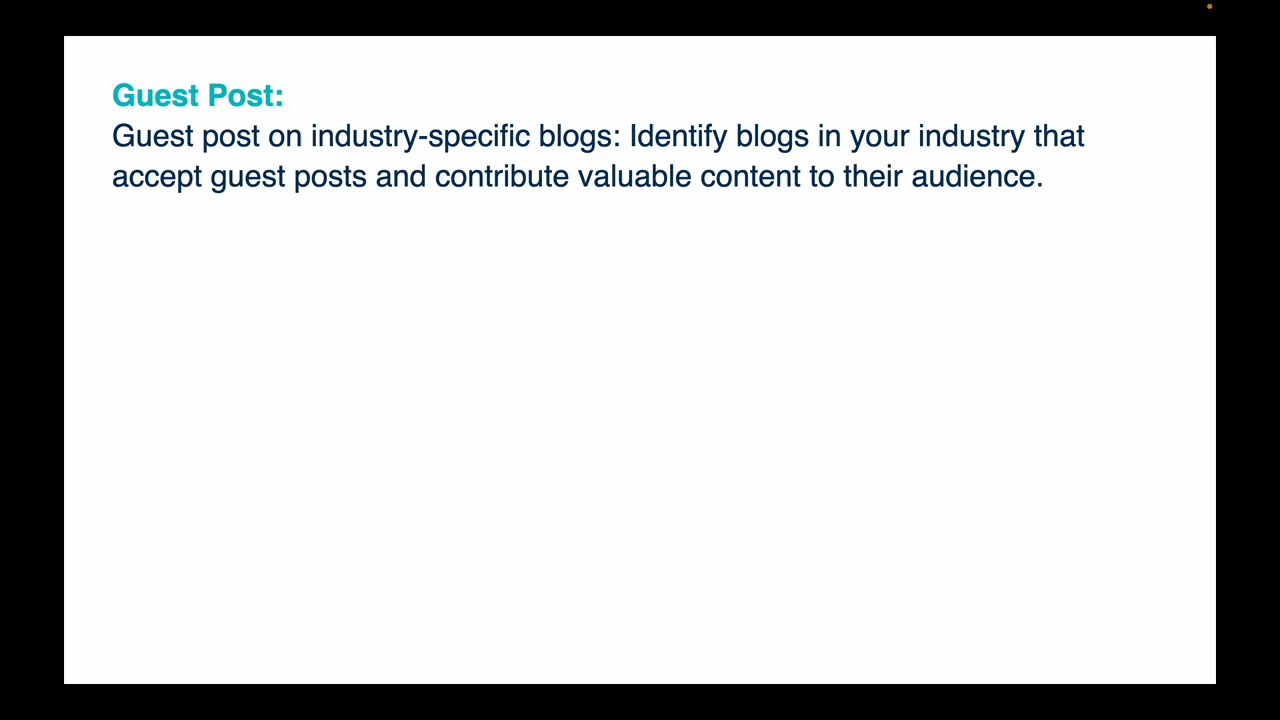 Guest Post:
Guest post on industry-specific blogs: Identify blogs in your industry that
accept guest posts and contribute valuable content to their audience.